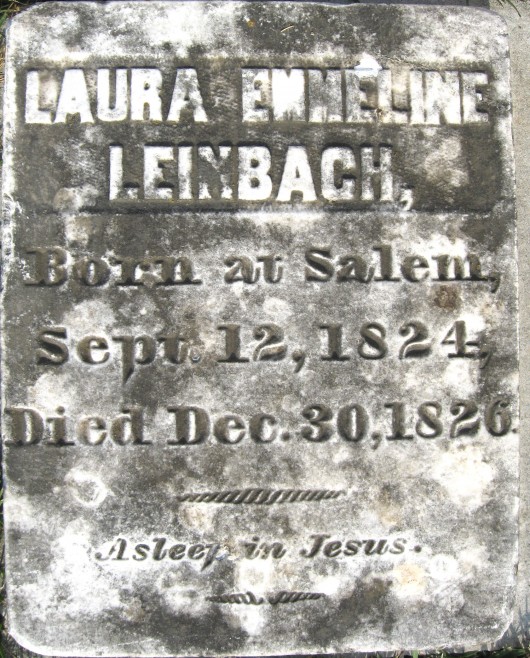 LAURA EMMELINE
LEINBACH,
Born at Salem,
Sept. 12, 1824,
Died Dec. 30, 1826.
Asleep in Jesus.